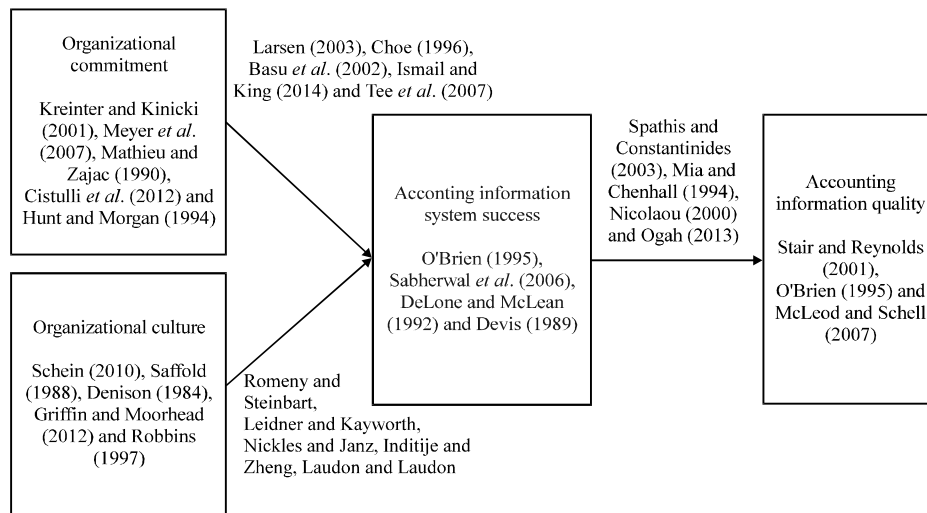 Organizational
commitment
Kreinter and Kinicki
(2001), Meyer et al.
(2007), Mathieu and
Zajac (1990),
Cistulli et al. (2012) and
Hunt and Morgan (1994)
Larsen (2003), Choe (1996),
Basu et al. (2002), Ismail and
King (2014) and Tee et al. (2007)
Organizational culture
Schein (2010), Saffold
(1988), Denison (1984),
Griffin and Moorhead
(2012) and Robbins
(1997)
Romeny and
Steinbart,
Leidner and Kayworth,
Nickles and Janz, Inditije and
Zheng, Laudon and Laudon
Acconting information
system success
O'Brien (1995),
Sabherwal et al. (2006),
DeLone and McLean
(1992) and Devis (1989)
Spathis and
Constantinides
(2003), Mia and
Chenhall (1994),
Nicolaou (2000)
and Ogah (2013)
Accounting
information quality
Stair and Reynolds
(2001),
O'Brien (1995) and
McLeod and Schell
(2007)